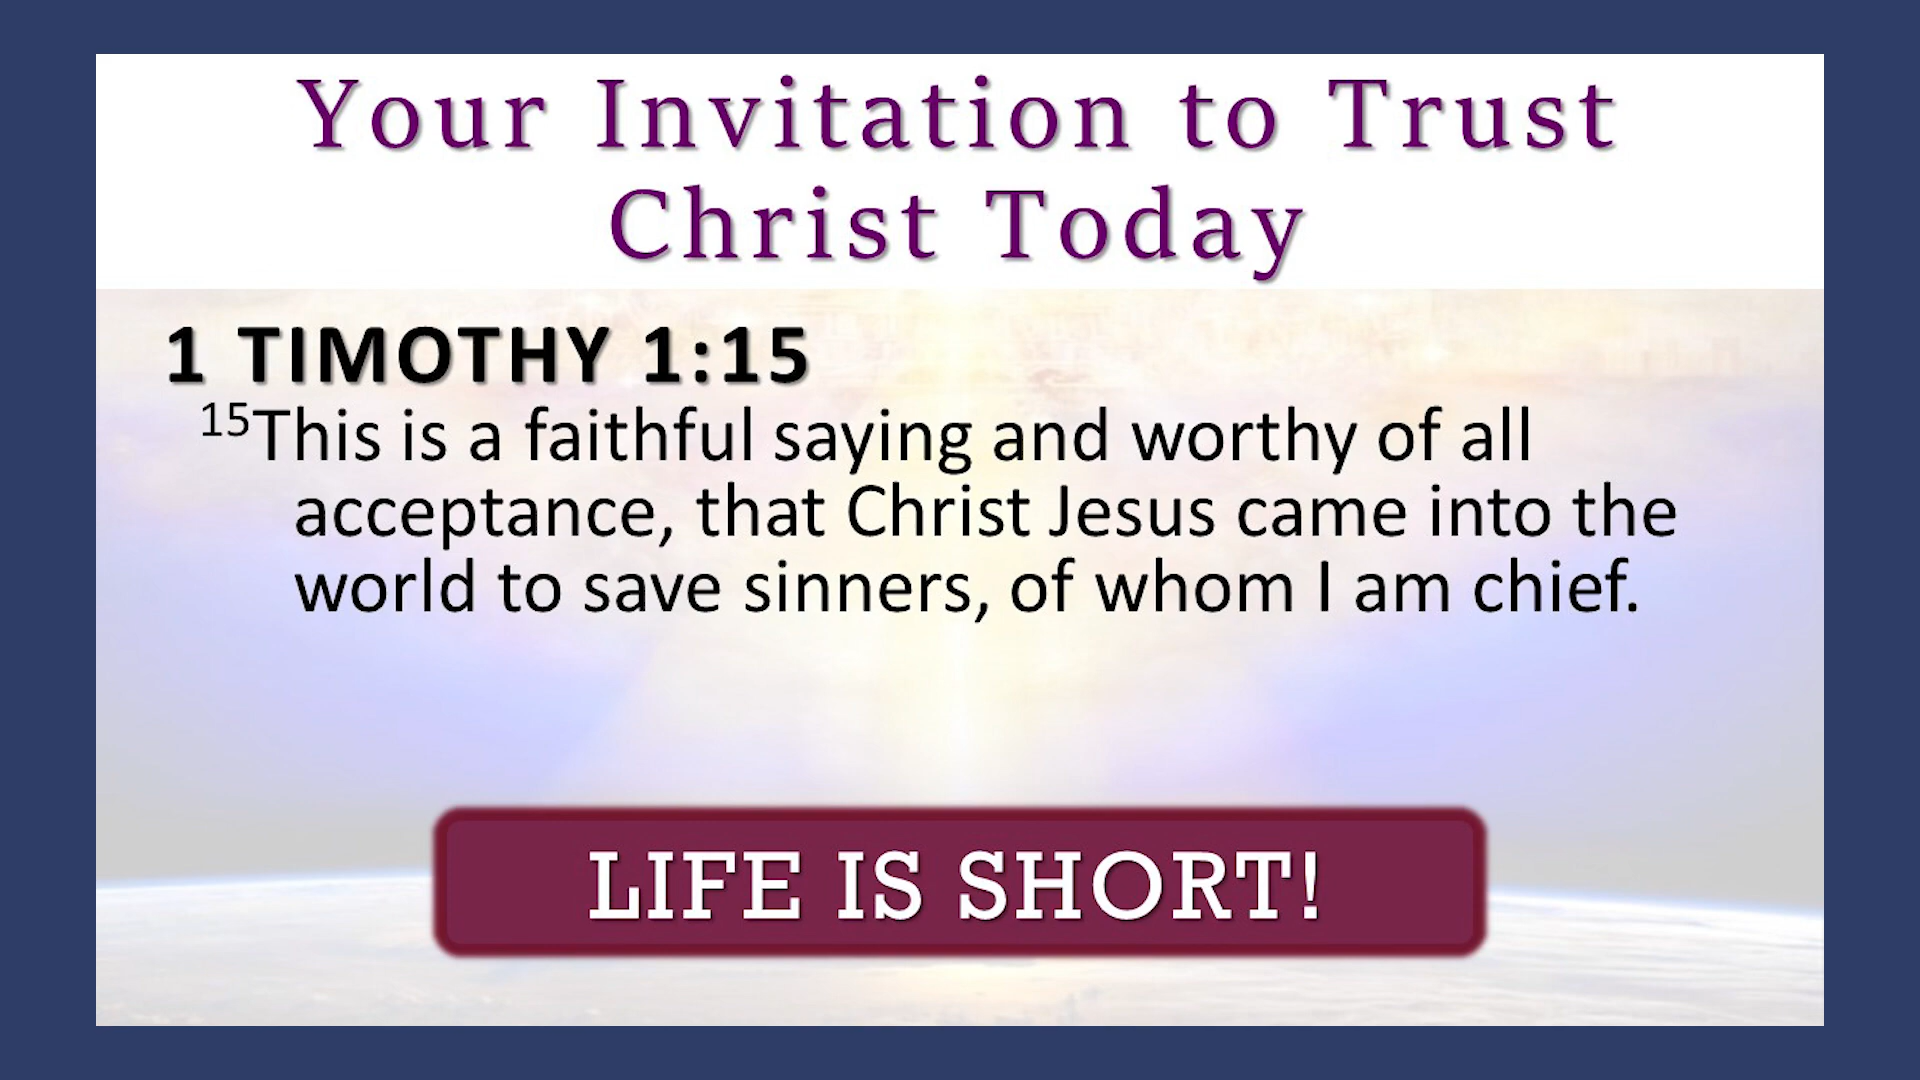 Your Invitation to Trust
Christ Today
1 TIMOTHY 1:15
15This is a faithful saying and worthy of all
acceptance, that Christ Jesus came into the
world to save sinners, of whom I am chief.
LIFE IS SHORT!